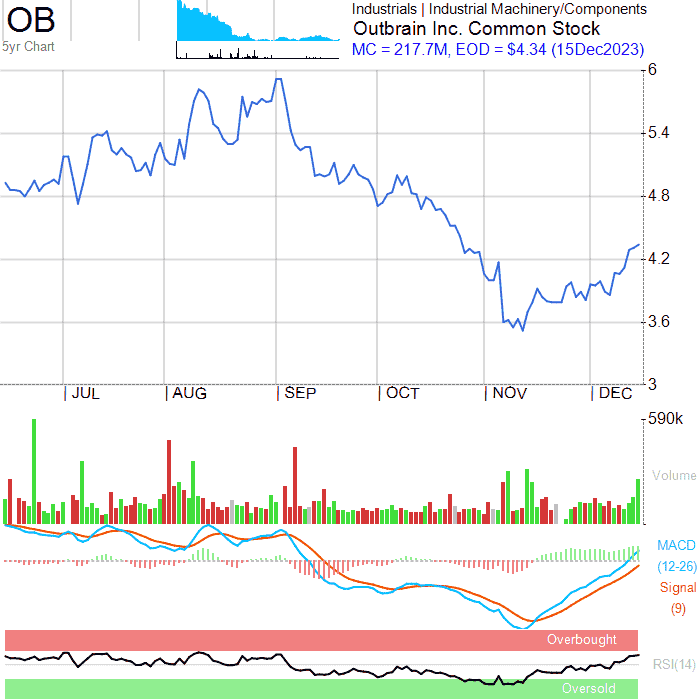 OB
5yr Chart
Industrials | Industrial Machinery/Components
Outbrain Inc. Common Stock
MC = 217.7M, EOD = $4.34 (15Dec2023)
6
5.4
4.8
4.2
3.6
3
JUL
AUG
SEP
OCT
NOV
DEC
590k
Volume
MACD
(12-26)
Signal
(9)
Overbought
RSI(14)
Oversold